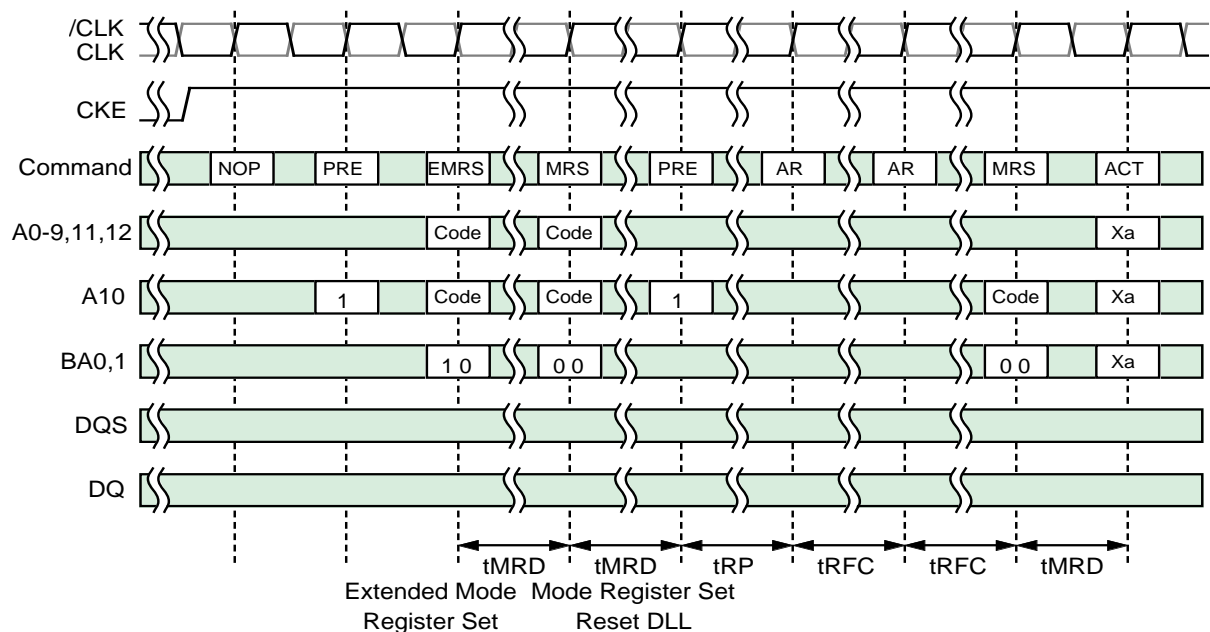 /CLK
CLK
CKE
Command NOP PRE EMRS MRS PRE AR AR MRS ACT
A0-9,11,12 Code Code Xa
A10 1 Code Code 1 Code Xa
BA0,1 1 0 0 0 0 0 Xa
DQS
DQ
tMRD tMRD tRP tRFC tRFC tMRD
Extended Mode Mode Register Set
Register Set Reset DLL